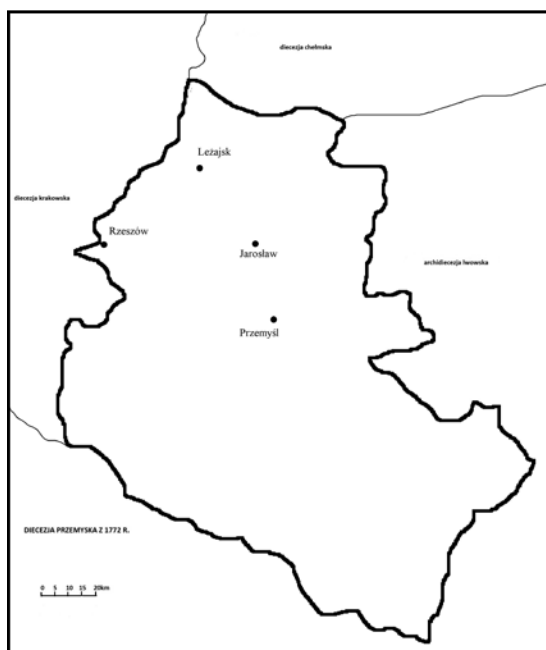 diecezja chełmska
Leżajsk
diecezja krakowska
Rzeszów
Jarosław
archidiecezja lwowska
Przemyśl
DIECEZJA PRZEMYSKA Z 1772 R.
0 5 10 15 20km